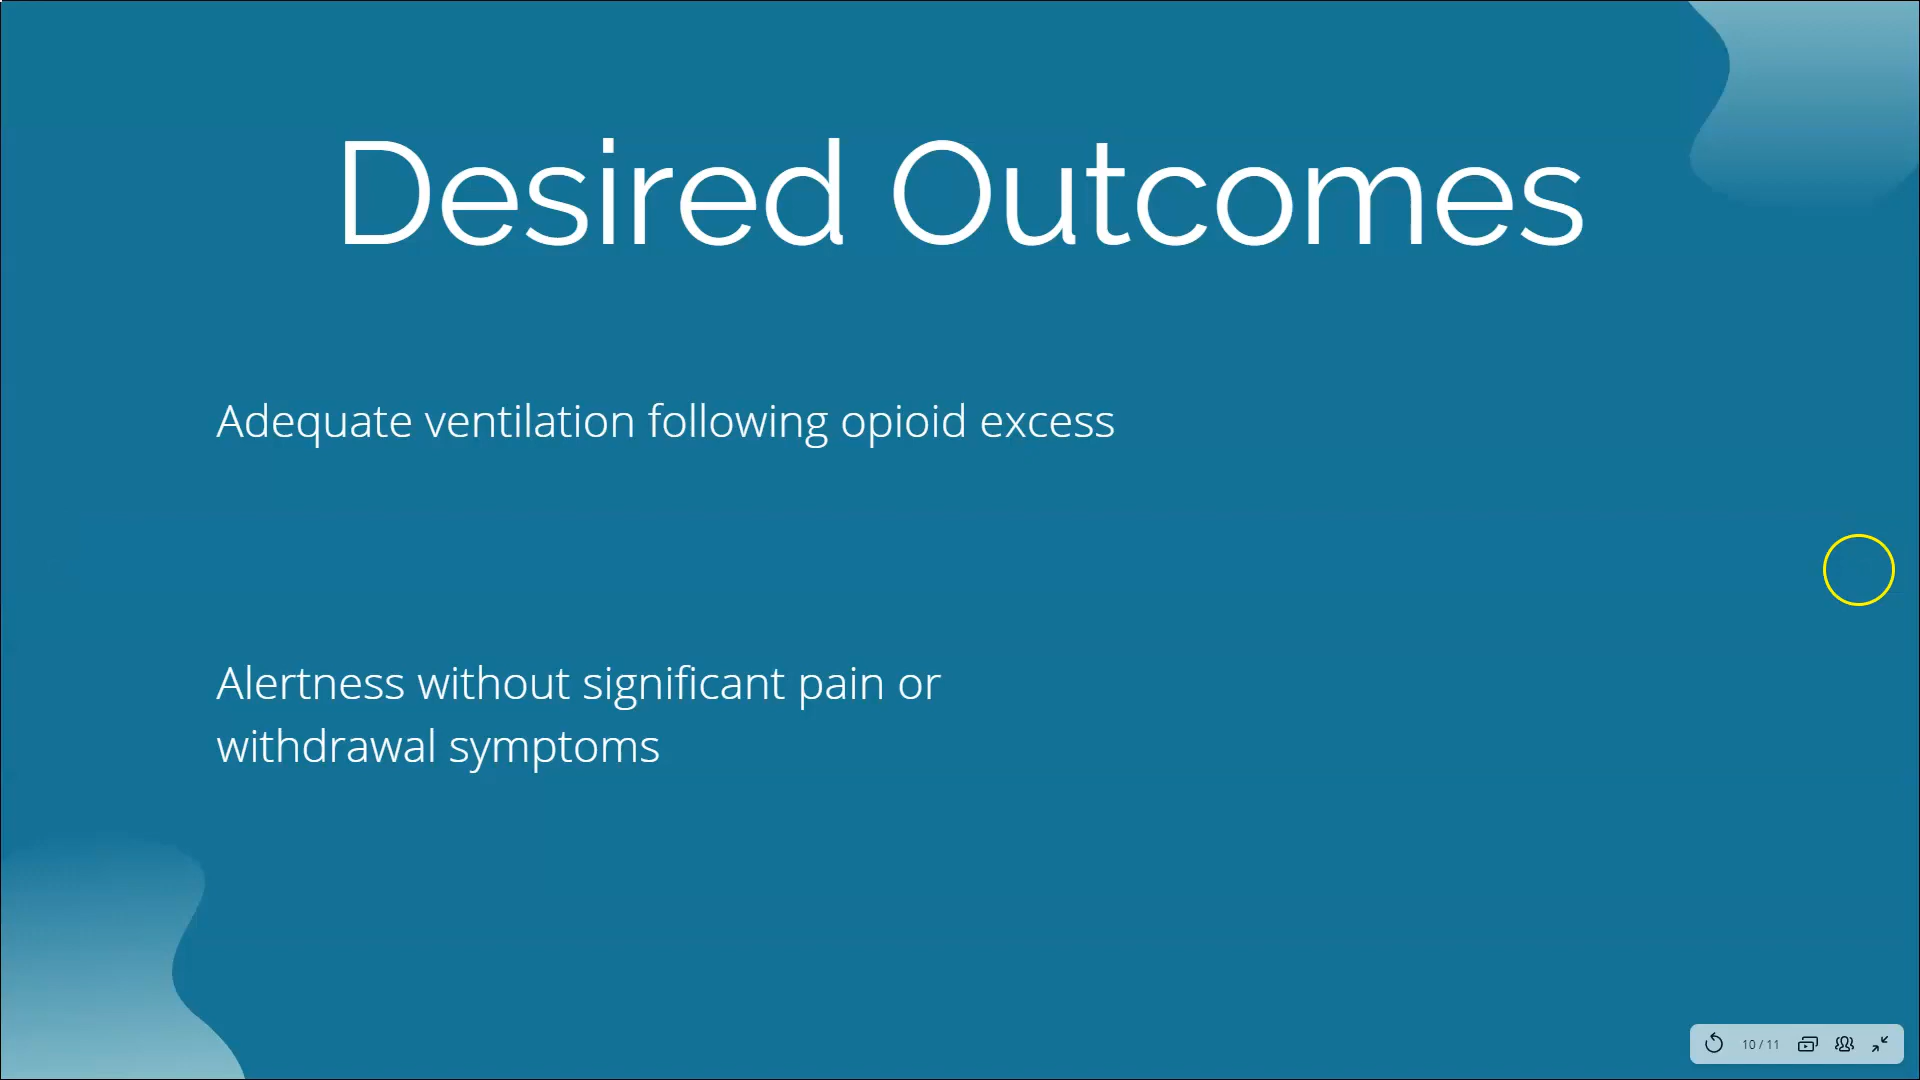 Desired Outcomes
Adequate ventilation following opioid excess
Alertness without significant pain or
withdrawal symptoms
10 / 11